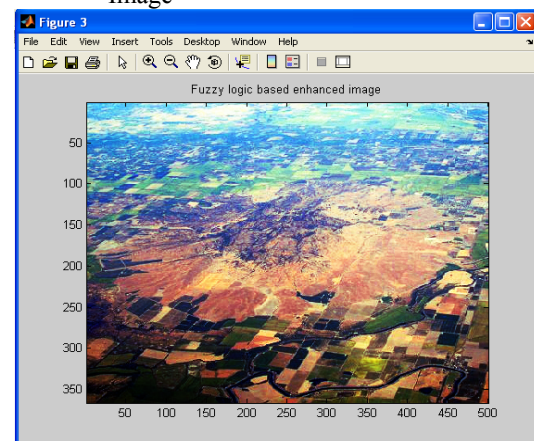 Image
Figure 3
File Edit View Insert Tools Desktop Window Help
Fuzzy logic based enhanced image
50
100
150
200
250
300
350
50 100 150 200 250 300 350 400 450 500